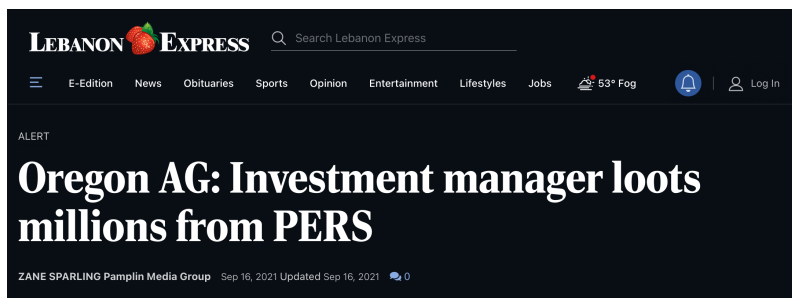 LEBANON EXPRESS
Search Lebanon Express
E-Edition News Obituaries Sports Opinion Entertainment Lifestyles Jobs 53° Fog Log In
ALERT
Oregon AG: Investment manager loots
millions from PERS
ZANE SPARLING Pamplin Media Group Sep 16, 2021 Updated Sep 16, 2021 0